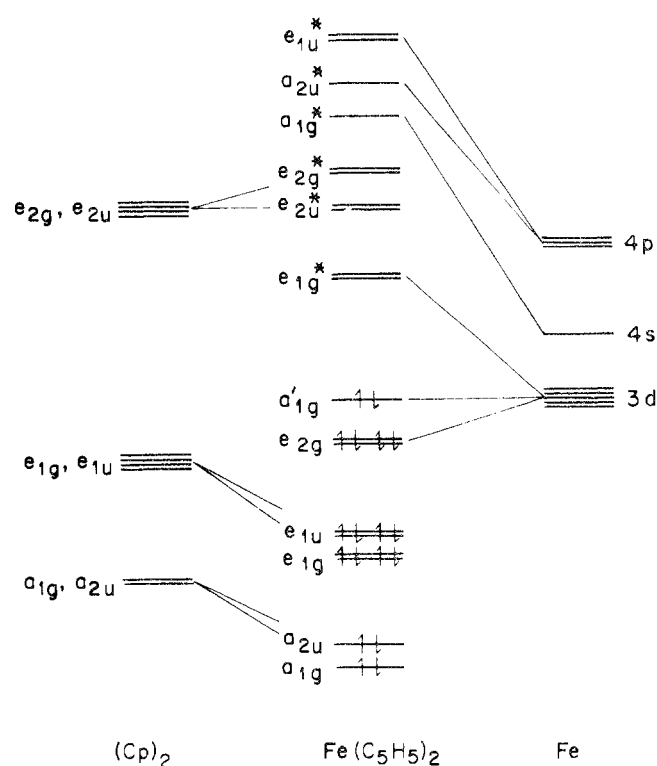 e1u*
a2u*
a1g*
e2g*
e2g, e2u
e2u*
4p
e1g*
4s
a'1g
3d
e2g
e1g, e1u
e1u
e1g
a1g, a2u
a2u
a1g
(Cp)2 Fe(C5H5)2 Fe